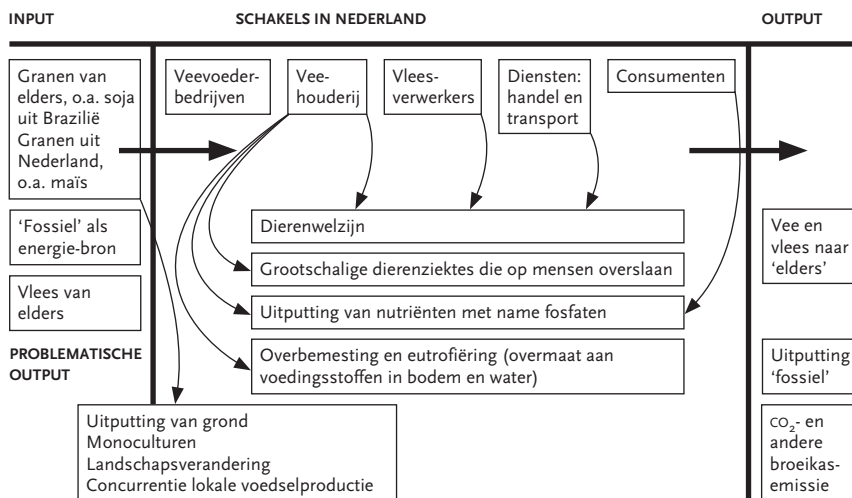 INPUT
SCHAKELS IN NEDERLAND
OUTPUT
Granen van
elders, o.a. soja
uit Brazilië
Granen uit
Nederland,
o.a. maïs
Veevoeder-
bedrijven
Vee-
houderij
Vlees-
verwerkers
Diensten:
handel en
transport
Consumenten
'Fossiel' als
energie-bron
Vlees van
elders
Dierenwelzijn
Grootschalige dierenziektes die op mensen overslaan
Uitputting van nutriënten met name fosfaten
Overbemesting en eutrofiëring (overmaat aan
voedingsstoffen in bodem en water)
Vee en
vlees naar
'elders'
PROBLEMATISCHE
OUTPUT
Uitputting van grond
Monoculturen
Landschapsverandering
Concurrentie lokale voedselproductie
Uitputting
'fossiel'
CO₂- en
andere
broeikas-
emissie